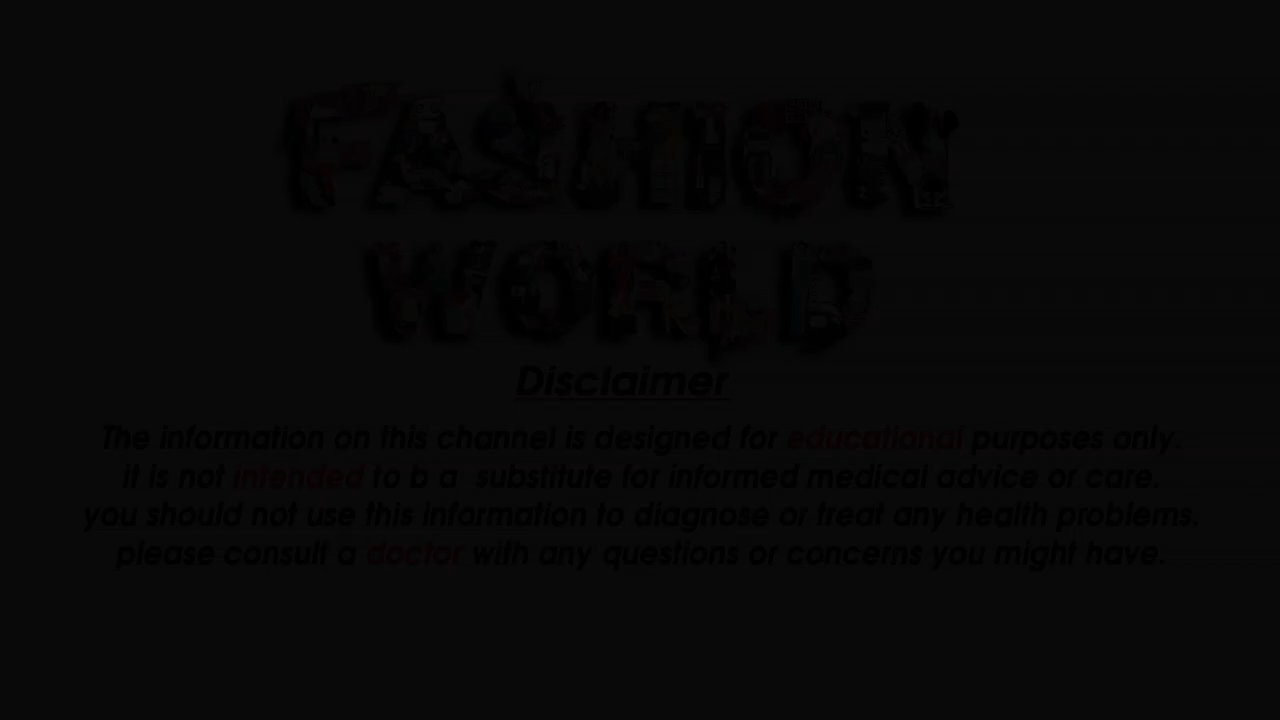 FASHION
WORLD
Disclaimer
The information on this channel is designed for educational purposes only.
it is not intended to b a substitute for informed medical advice or care.
you should not use this information to diagnose or treat any health problems.
please consult a doctor with any questions or concerns you might have.